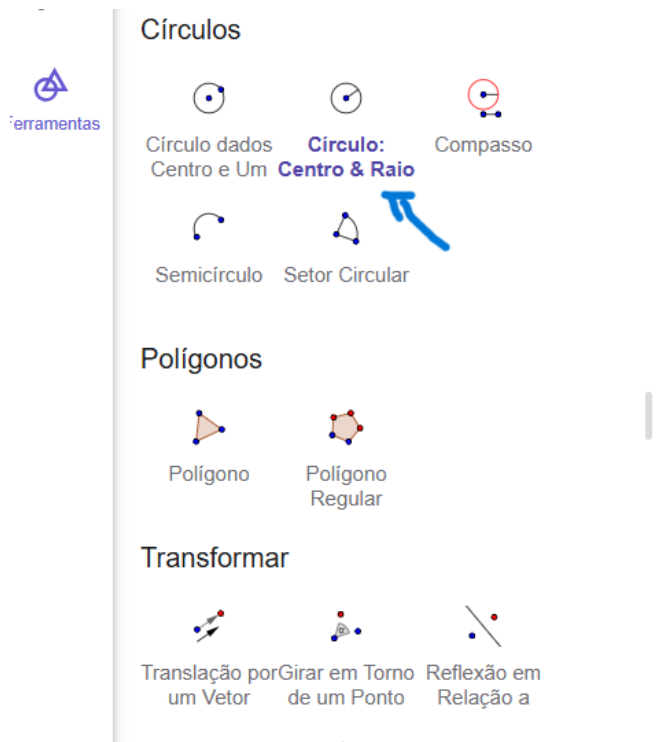 Círculos
ferramentas
Círculo dados
Centro e Um
Círculo:
Centro & Raio
Compasso
Semicírculo
Setor Circular
Polígonos
Polígono
Polígono
Regular
Transformar
Translação por
um Vetor
Girar em Torno
de um Ponto
Reflexão em
Relação a